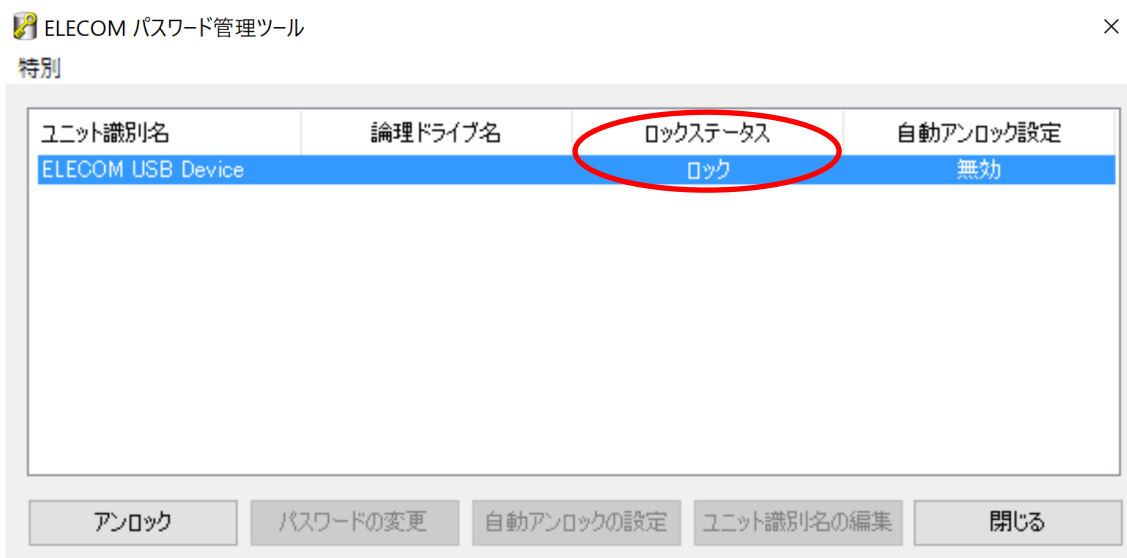 ELECOM パスワード管理ツール
特別
ユニット識別名 論理ドライブ名 ロックステータス 自動アンロック設定
ELECOM USB Device ロック 無効
アンロック パスワードの変更 自動アンロックの設定 ユニット識別名の編集 閉じる